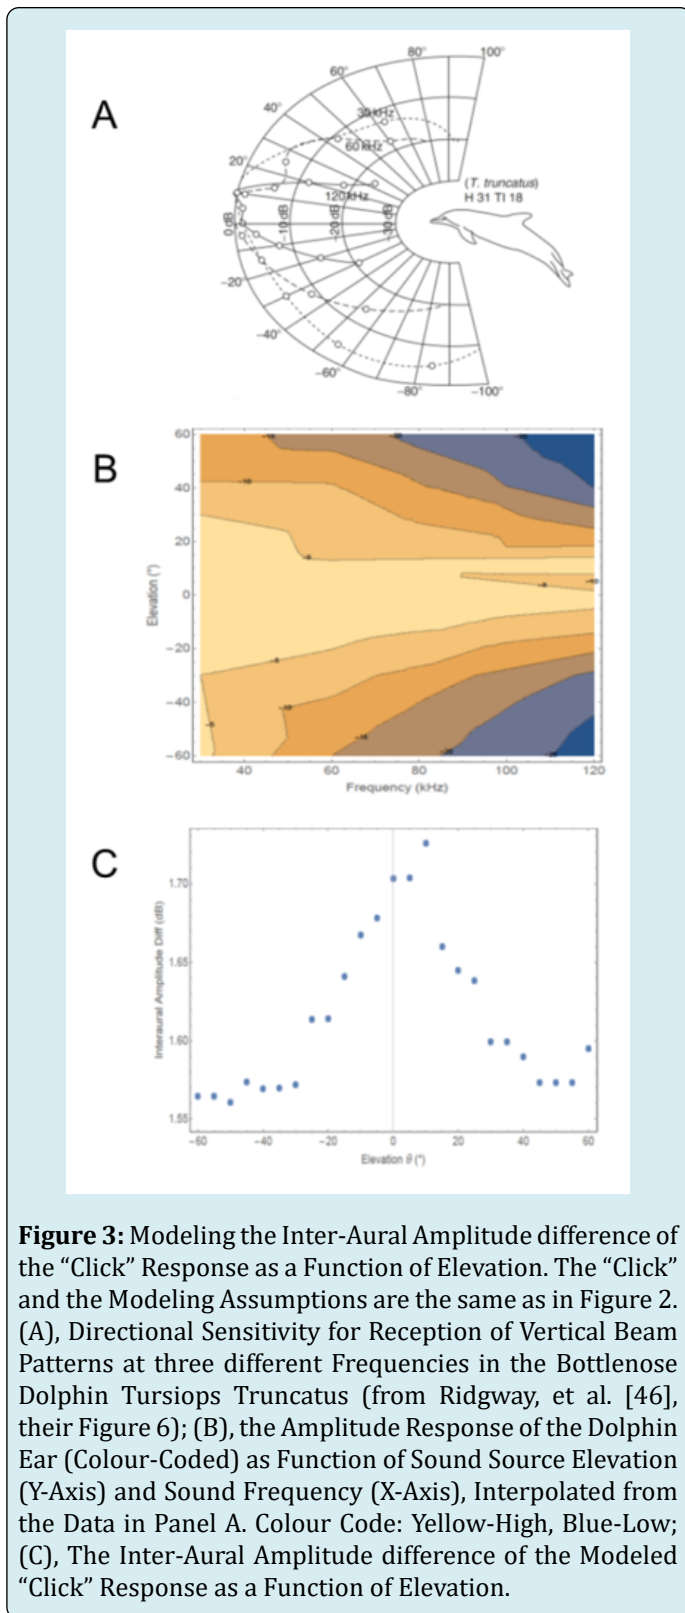 A
80°
100°
60°
40°
30 kHz
60 kHz
20°
(T. truncatus)
H 31 TI 18
120 kHz
0 dB
−10 dB
−20 dB
−30 dB
−20°
−40°
−60°
−80°
−100°
B
60
40
20
0
−20
−40
−60
Elevation (°)
40
60
80
100
120
Frequency (kHz)
C
1.70
1.65
1.60
1.55
Interaural Amplitude Diff (dB)
−60
−40
−20
0
20
40
60
Elevation θ (°)
Figure 3: Modeling the Inter-Aural Amplitude difference of
the “Click” Response as a Function of Elevation. The “Click”
and the Modeling Assumptions are the same as in Figure 2.
(A), Directional Sensitivity for Reception of Vertical Beam
Patterns at three different Frequencies in the Bottlenose
Dolphin Tursiops Truncatus (from Ridgway, et al. [46],
their Figure 6); (B), the Amplitude Response of the Dolphin
Ear (Colour-Coded) as Function of Sound Source Elevation
(Y-Axis) and Sound Frequency (X-Axis), Interpolated from
the Data in Panel A. Colour Code: Yellow-High, Blue-Low;
(C), The Inter-Aural Amplitude difference of the Modeled
“Click” Response as a Function of Elevation.